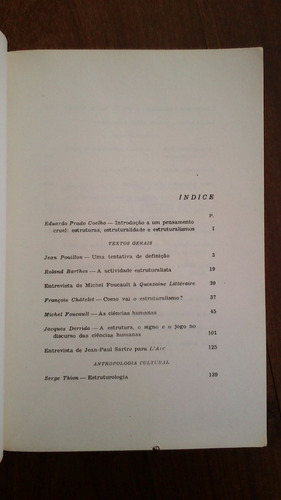 ÍNDICE
P.
Eduardo Prado Coelho — Introdução a um pensamento
cruel: estruturas, estruturalidade e estruturalismos 1
TEXTOS GERAIS
Jean Pouillon — Uma tentativa de definição 3
Roland Barthes — A actividade estruturalista 19
Entrevista de Michel Foucault à Quinzaine Littéraire 29
François Châtelet — Como vai o estruturalismo? 37
Michel Foucault — As ciências humanas 45
Jacques Derrida — A estrutura, o signo e o jogo no
discurso das ciências humanas 101
Entrevista de Jean-Paul Sartre para L'Arc 125
ANTROPOLOGIA CULTURAL
Serge Thion — Estruturologia 139